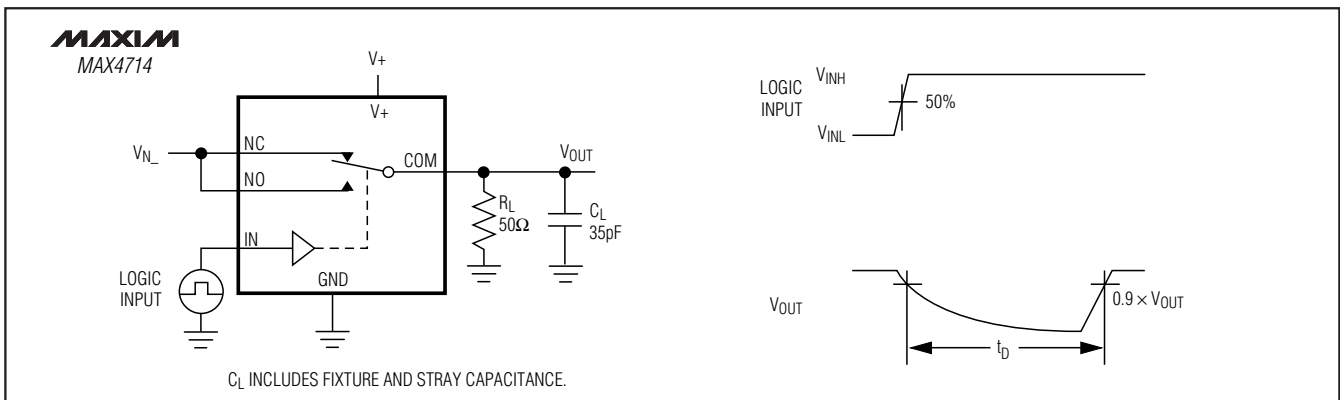 MAXIM
MAX4714
V+
V+
V_N_
NC
NO
COM
V_OUT
R_L
50Ω
C_L
35pF
IN
LOGIC
INPUT
GND
C_L INCLUDES FIXTURE AND STRAY CAPACITANCE.
LOGIC
INPUT
V_INH
50%
V_INL
V_OUT
0.9 × V_OUT
t_D